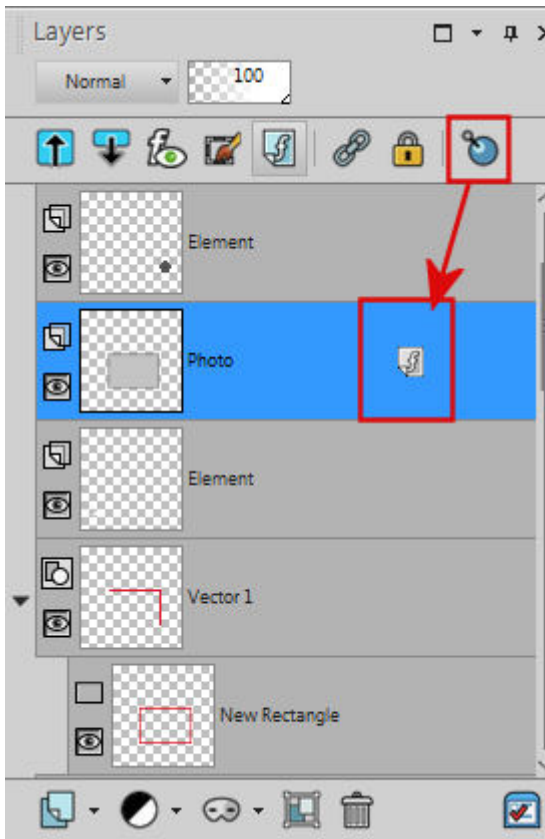 Layers
Normal
100
Element
Photo
Element
Vector 1
New Rectangle